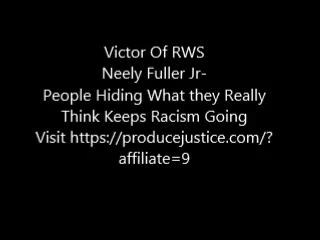 Victor Of RWS
Neely Fuller Jr-
People Hiding What they Really
Think Keeps Racism Going
Visit https://producejustice.com/?
affiliate=9